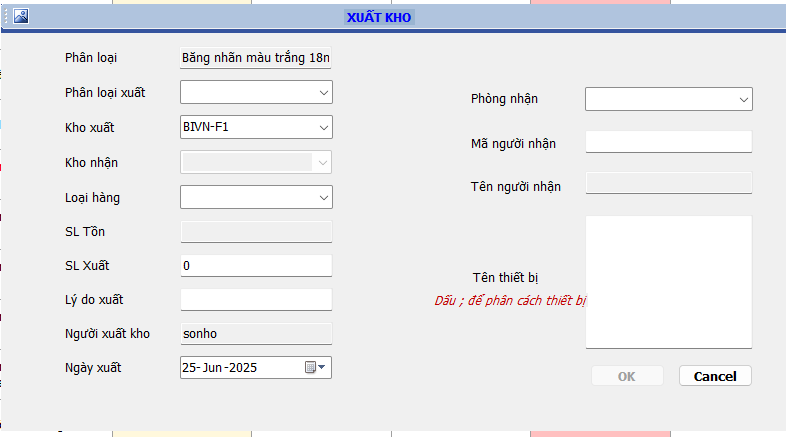 XUẤT KHO
Phân loại
Băng nhãn màu trắng 18n
Phân loại xuất
Kho xuất
BIVN-F1
Kho nhận
Loại hàng
SL Tồn
SL Xuất
0
Lý do xuất
Người xuất kho
sonho
Ngày xuất
25-Jun-2025
Phòng nhận
Mã người nhận
Tên người nhận
Tên thiết bị
Dấu ; để phân cách thiết bị
OK
Cancel